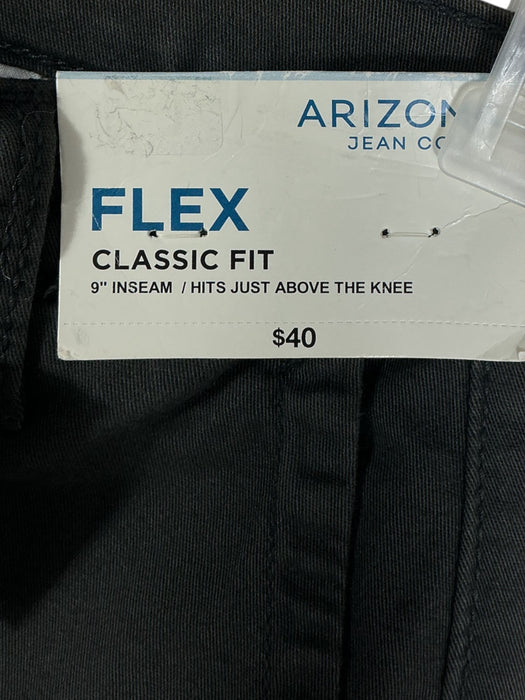 ARIZON
JEAN CO
FLEX
CLASSIC FIT
9" INSEAM / HITS JUST ABOVE THE KNEE
$40